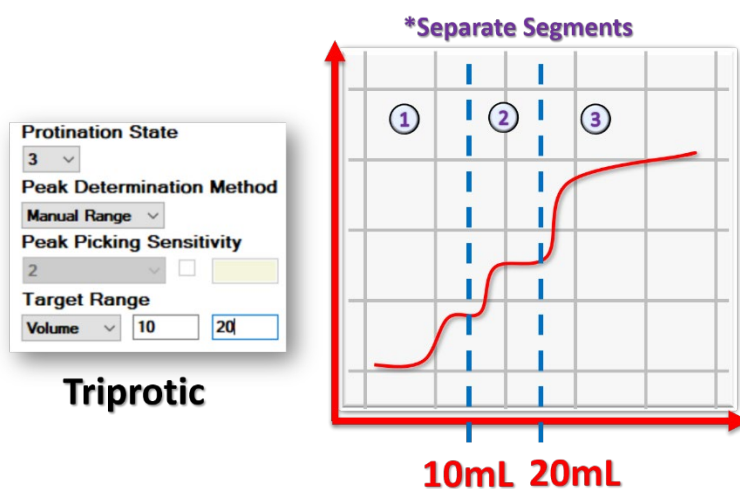 *Separate Segments
Protination State
3
Peak Determination Method
Manual Range
Peak Picking Sensitivity
2
Target Range
Volume 10 20
Triprotic
1 2 3
10mL 20mL